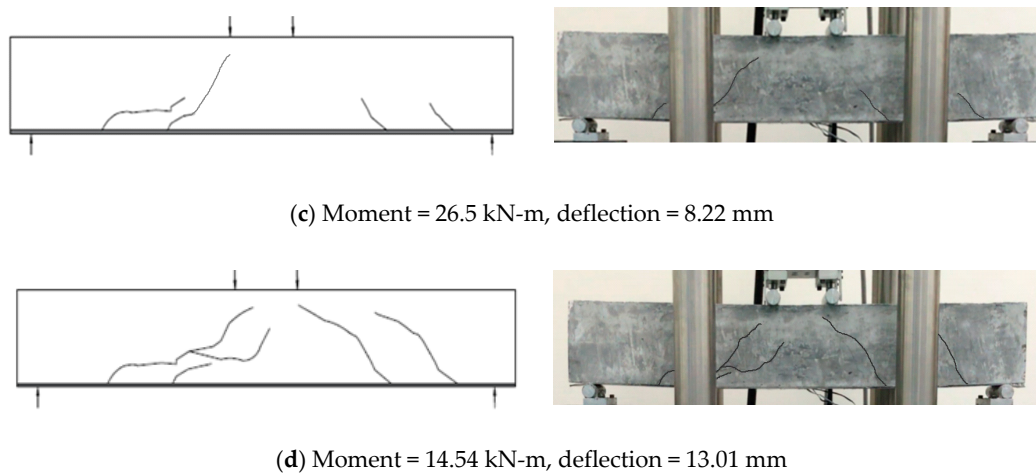 (c) Moment = 26.5 kN-m, deflection = 8.22 mm
(d) Moment = 14.54 kN-m, deflection = 13.01 mm